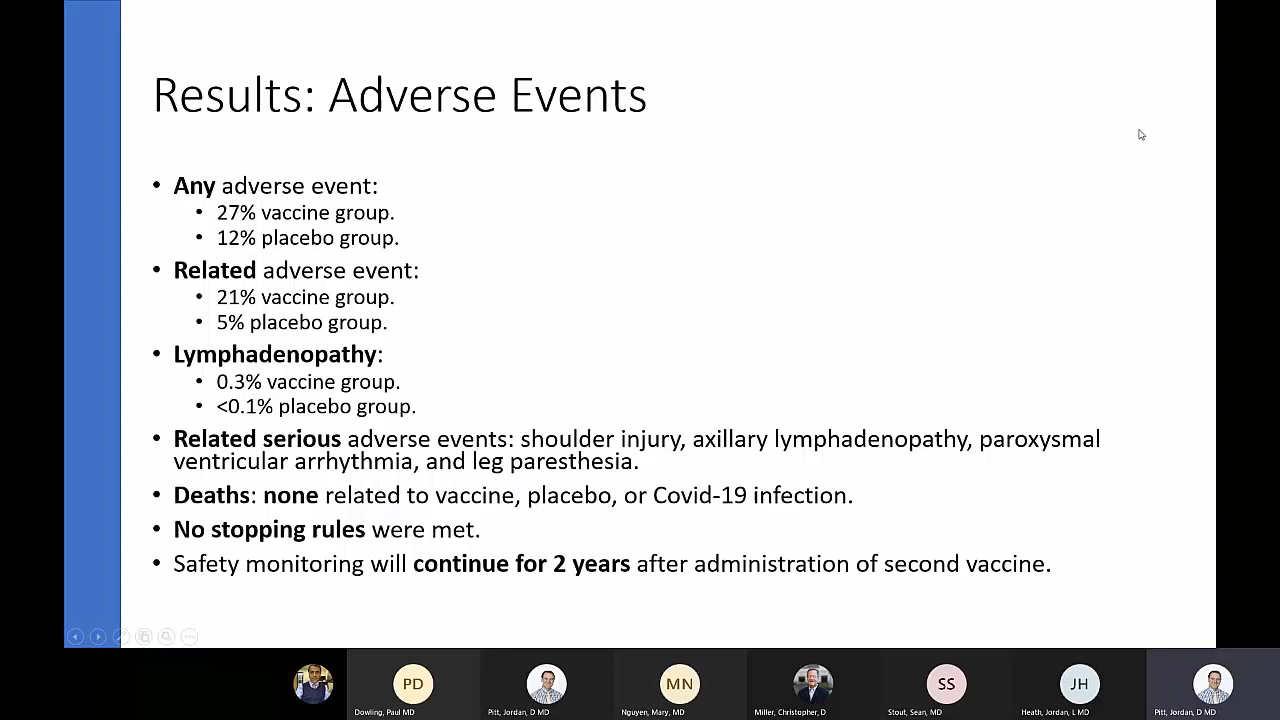 Results: Adverse Events
• Any adverse event:
• 27% vaccine group.
• 12% placebo group.
• Related adverse event:
• 21% vaccine group.
• 5% placebo group.
• Lymphadenopathy:
• 0.3% vaccine group.
• <0.1% placebo group.
• Related serious adverse events: shoulder injury, axillary lymphadenopathy, paroxysmal
ventricular arrhythmia, and leg paresthesia.
• Deaths: none related to vaccine, placebo, or Covid-19 infection.
• No stopping rules were met.
• Safety monitoring will continue for 2 years after administration of second vaccine.
PD
MN
SS
JH
Dowling, Paul MD
Pitt, Jordan, D MD
Nguyen, Mary, MD
Miller, Christopher, D
Stout, Sean, MD
Heath, Jordan, L MD
Pitt, Jordan, D MD